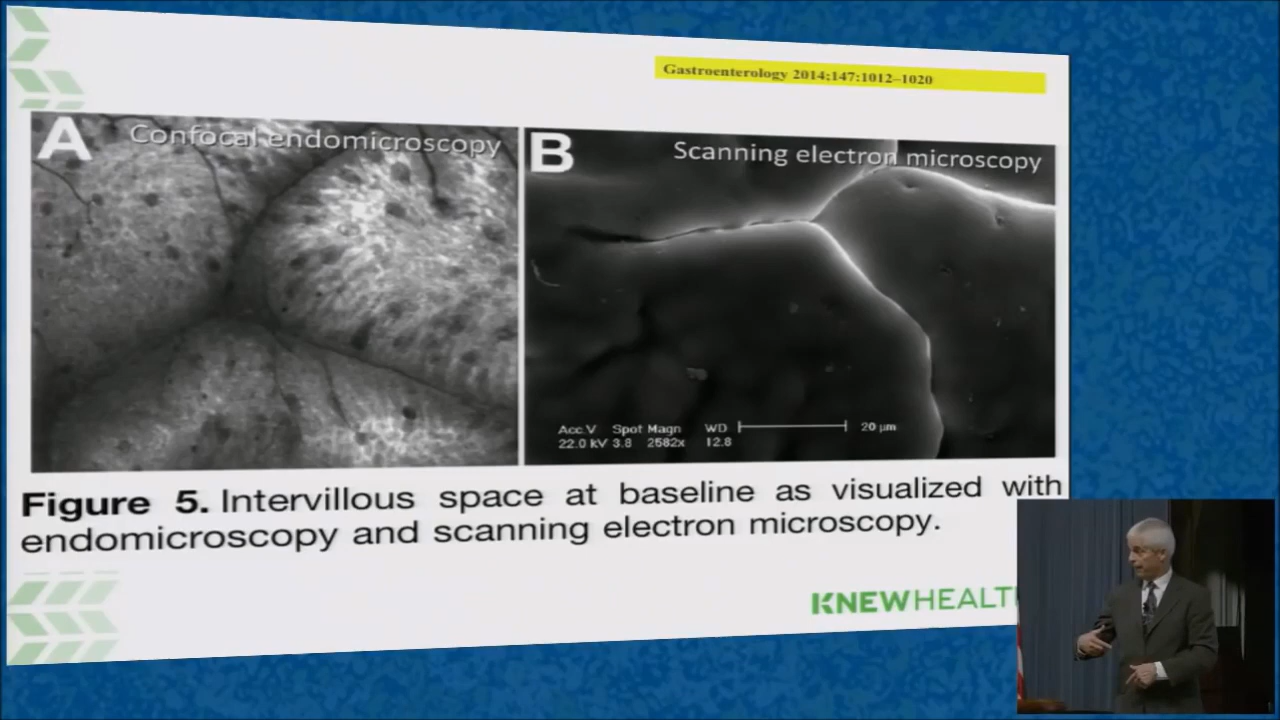 Gastroenterology 2014;147:1012–1020
A
Confocal endomicroscopy
B
Scanning electron microscopy
Acc.V Spot Magn WD 20 µm
22.0 kV 3.8 2582x 12.8
Figure 5. Intervillous space at baseline as visualized with
endomicroscopy and scanning electron microscopy.
KNEWHEALT